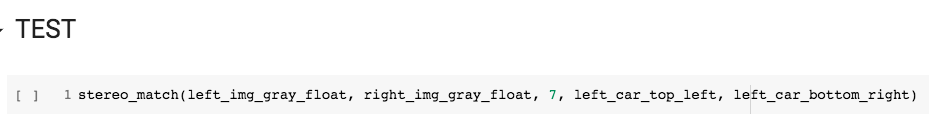 TEST
[ ] 1 stereo_match(left_img_gray_float, right_img_gray_float, 7, left_car_top_left, left_car_bottom_right)